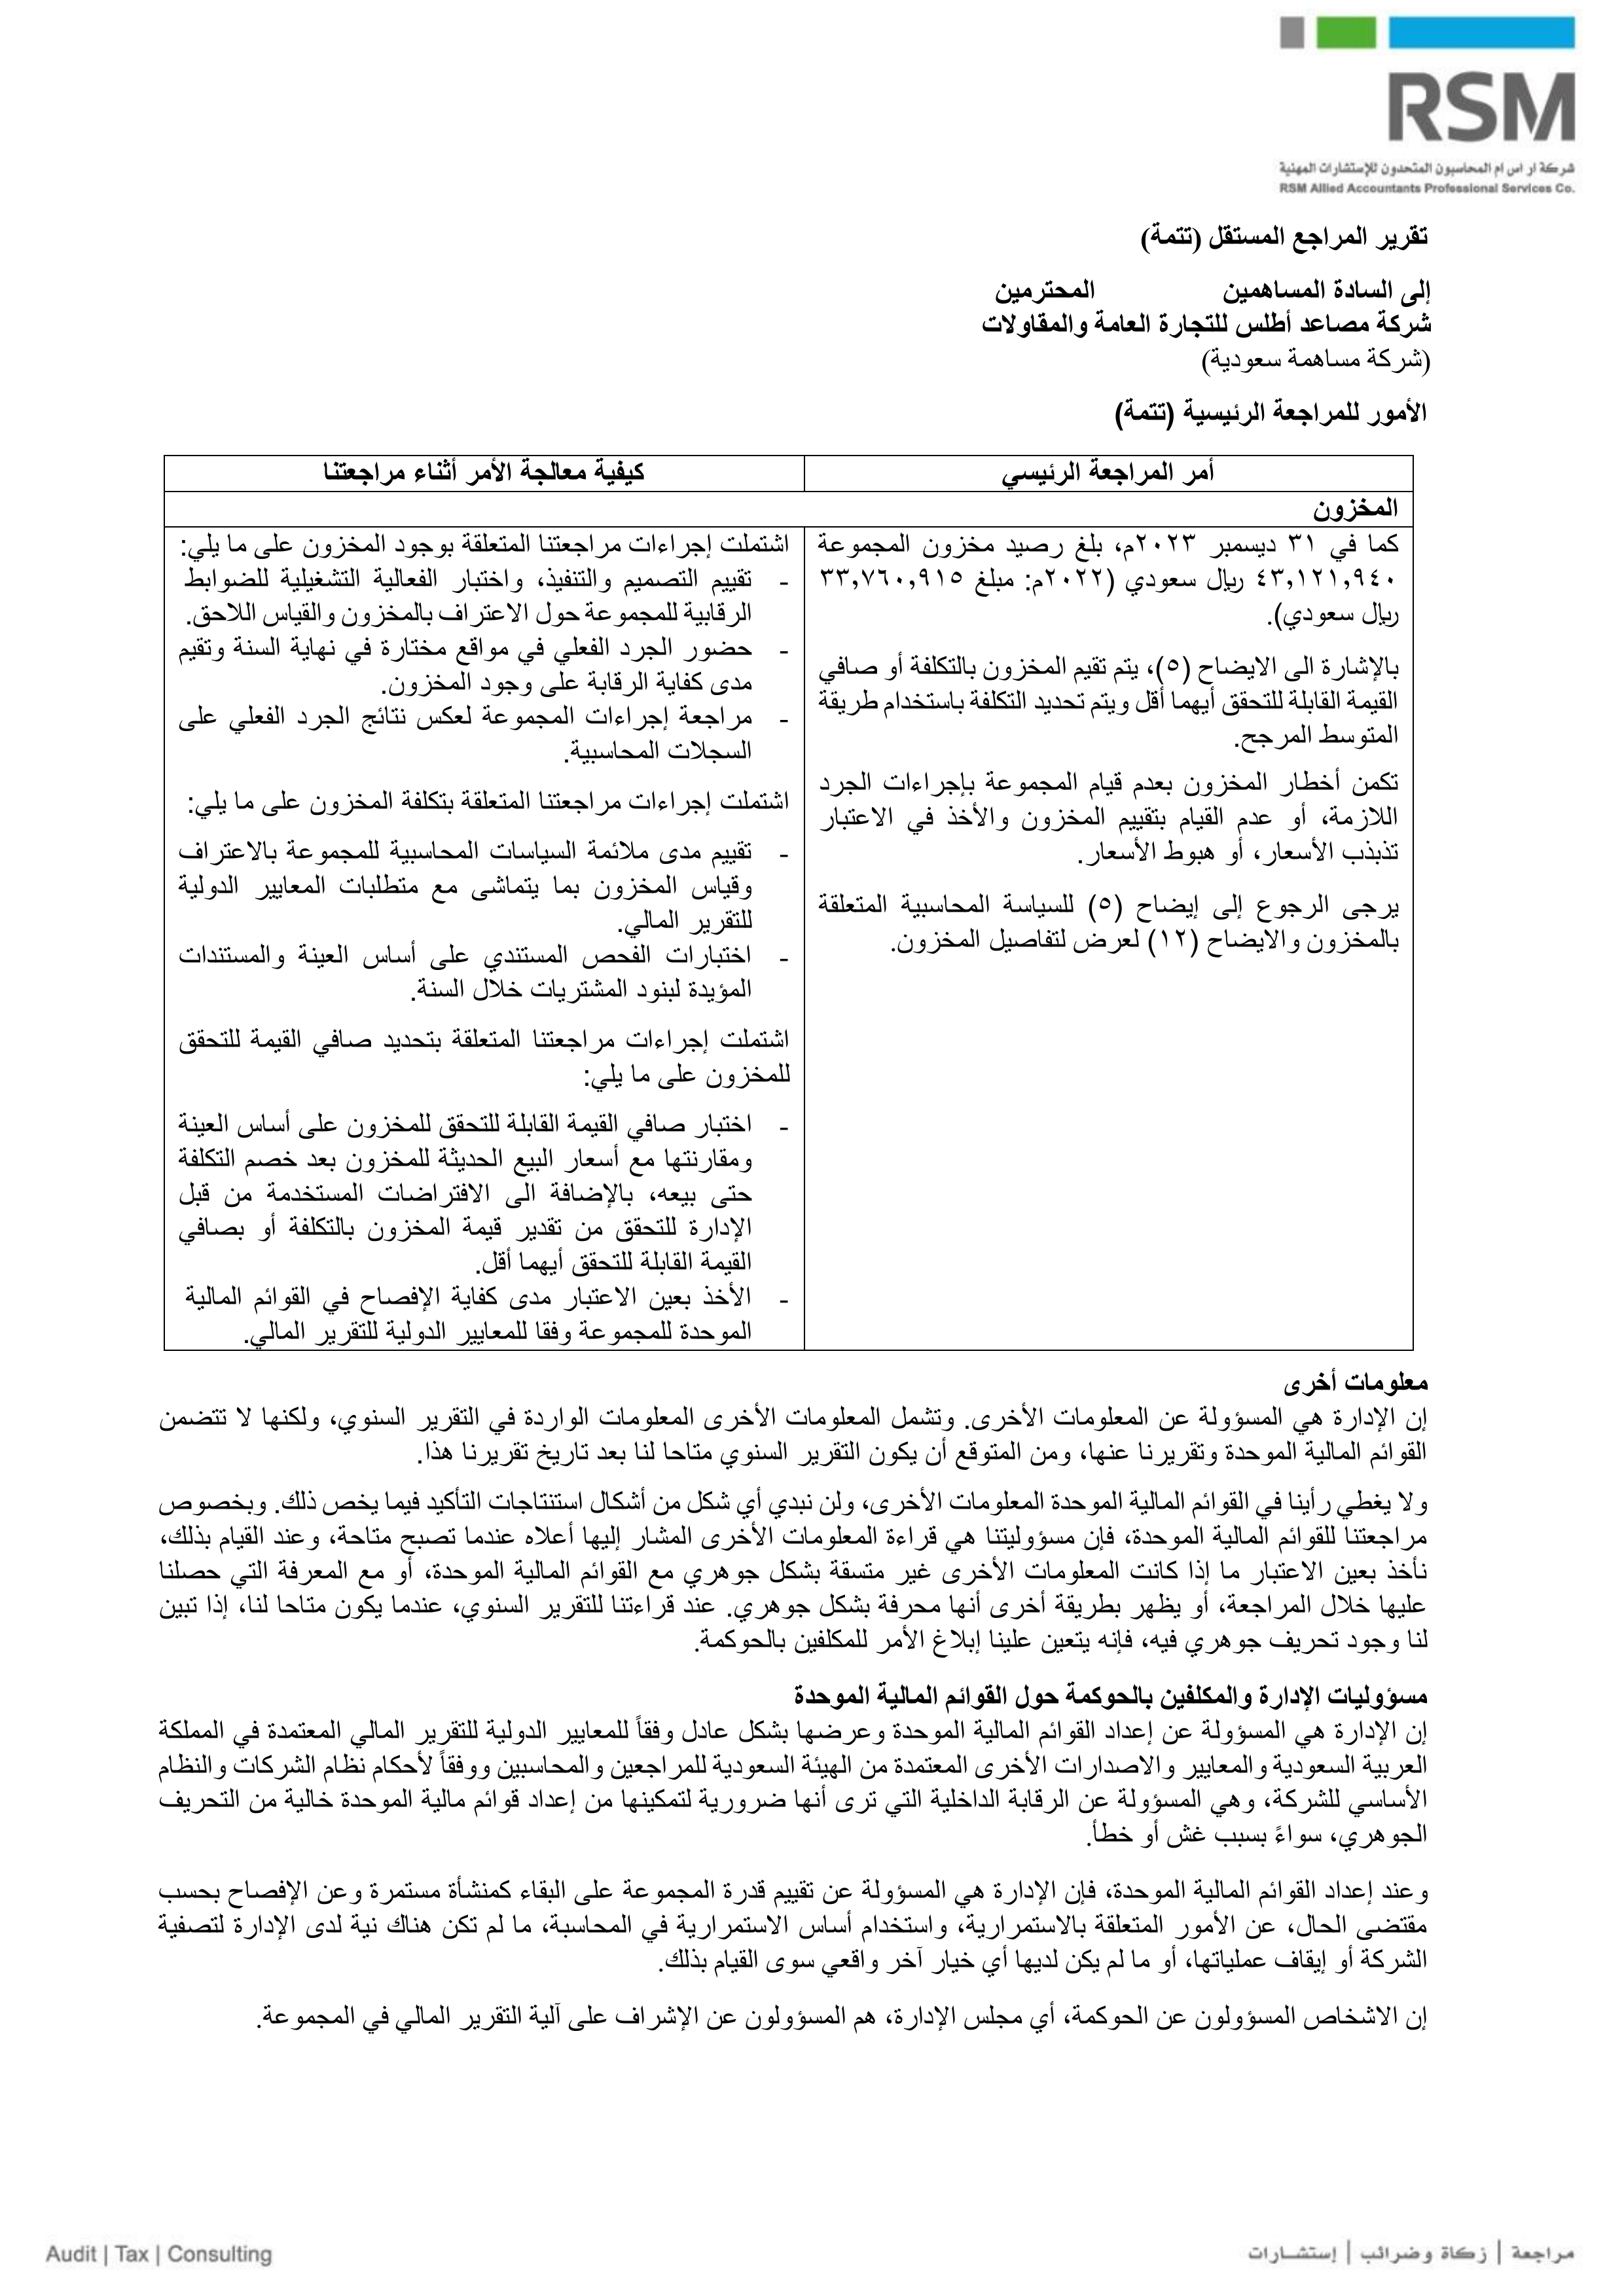 RSM
شركة ار اس ام المحاسبون المتحدون للإستشارات المهنية
RSM Allied Accountants Professional Services Co.
تقرير المراجع المستقل (تتمة)
إلى السادة المساهمين المحترمين
شركة مصاعد أطلس للتجارة العامة والمقاولات
(شركة مساهمة سعودية)
الأمور للمراجعة الرئيسية (تتمة)
أمر المراجعة الرئيسي
كيفية معالجة الأمر أثناء مراجعتنا
المخزون
كما في ٣١ ديسمبر ٢٠٢٣م، بلغ رصيد مخزون المجموعة
٤٣,١٢١,٩٤٠ ريال سعودي (٢٠٢٢م: مبلغ ٣٣,٧٦٠,٩١٥
ريال سعودي).
بالإشارة الى الايضاح (٥)، يتم تقيم المخزون بالتكلفة أو صافي
القيمة القابلة للتحقق أيهما أقل ويتم تحديد التكلفة باستخدام طريقة
المتوسط المرجح.
تكمن أخطار المخزون بعدم قيام المجموعة بإجراءات الجرد
اللازمة، أو عدم القيام بتقييم المخزون والأخذ في الاعتبار
تذبذب الأسعار، أو هبوط الأسعار.
يرجى الرجوع إلى إيضاح (٥) للسياسة المحاسبية المتعلقة
بالمخزون والايضاح (١٢) لعرض لتفاصيل المخزون.
اشتملت إجراءات مراجعتنا المتعلقة بوجود المخزون على ما يلي:
- تقييم التصميم والتنفيذ، واختبار الفعالية التشغيلية للضوابط
الرقابية للمجموعة حول الاعتراف بالمخزون والقياس اللاحق.
- حضور الجرد الفعلي في مواقع مختارة في نهاية السنة وتقيم
مدى كفاية الرقابة على وجود المخزون.
- مراجعة إجراءات المجموعة لعكس نتائج الجرد الفعلي على
السجلات المحاسبية.
اشتملت إجراءات مراجعتنا المتعلقة بتكلفة المخزون على ما يلي:
- تقييم مدى ملائمة السياسات المحاسبية للمجموعة بالاعتراف
وقياس المخزون بما يتماشى مع متطلبات المعايير الدولية
للتقرير المالي.
- اختبارات الفحص المستندي على أساس العينة والمستندات
المؤيدة لبنود المشتريات خلال السنة.
اشتملت إجراءات مراجعتنا المتعلقة بتحديد صافي القيمة للتحقق
للمخزون على ما يلي:
- اختبار صافي القيمة القابلة للتحقق للمخزون على أساس العينة
ومقارنتها مع أسعار البيع الحديثة للمخزون بعد خصم التكلفة
حتى بيعه، بالإضافة الى الافتراضات المستخدمة من قبل
الإدارة للتحقق من تقدير قيمة المخزون بالتكلفة أو بصافي
القيمة القابلة للتحقق أيهما أقل.
- الأخذ بعين الاعتبار مدى كفاية الإفصاح في القوائم المالية
الموحدة للمجموعة وفقا للمعايير الدولية للتقرير المالي.
معلومات أخرى
إن الإدارة هي المسؤولة عن المعلومات الأخرى. وتشمل المعلومات الأخرى المعلومات الواردة في التقرير السنوي، ولكنها لا تتضمن
القوائم المالية الموحدة وتقريرنا عنها، ومن المتوقع أن يكون التقرير السنوي متاحا لنا بعد تاريخ تقريرنا هذا.
ولا يغطي رأينا في القوائم المالية الموحدة المعلومات الأخرى، ولن نبدي أي شكل من أشكال استنتاجات التأكيد فيما يخص ذلك. وبخصوص
مراجعتنا للقوائم المالية الموحدة، فإن مسؤوليتنا هي قراءة المعلومات الأخرى المشار إليها أعلاه عندما تصبح متاحة، وعند القيام بذلك،
نأخذ بعين الاعتبار ما إذا كانت المعلومات الأخرى غير متسقة بشكل جوهري مع القوائم المالية الموحدة، أو مع المعرفة التي حصلنا
عليها خلال المراجعة، أو يظهر بطريقة أخرى أنها محرفة بشكل جوهري. عند قراءتنا للتقرير السنوي، عندما يكون متاحا لنا، إذا تبين
لنا وجود تحريف جوهري فيه، فإنه يتعين علينا إبلاغ الأمر للمكلفين بالحوكمة.
مسؤوليات الإدارة والمكلفين بالحوكمة حول القوائم المالية الموحدة
إن الإدارة هي المسؤولة عن إعداد القوائم المالية الموحدة وعرضها بشكل عادل وفقاً للمعايير الدولية للتقرير المالي المعتمدة في المملكة
العربية السعودية والمعايير والاصدارات الأخرى المعتمدة من الهيئة السعودية للمراجعين والمحاسبين ووفقاً لأحكام نظام الشركات والنظام
الأساسي للشركة، وهي المسؤولة عن الرقابة الداخلية التي ترى أنها ضرورية لتمكينها من إعداد قوائم مالية الموحدة خالية من التحريف
الجوهري، سواءً بسبب غش أو خطأ.
وعند إعداد القوائم المالية الموحدة، فإن الإدارة هي المسؤولة عن تقييم قدرة المجموعة على البقاء كمنشأة مستمرة وعن الإفصاح بحسب
مقتضى الحال، عن الأمور المتعلقة بالاستمرارية، واستخدام أساس الاستمرارية في المحاسبة، ما لم تكن هناك نية لدى الإدارة لتصفية
الشركة أو إيقاف عملياتها، أو ما لم يكن لديها أي خيار آخر واقعي سوى القيام بذلك.
إن الاشخاص المسؤولون عن الحوكمة، أي مجلس الإدارة، هم المسؤولون عن الإشراف على آلية التقرير المالي في المجموعة.
مراجعة | زكاة وضرائب | إستشارات
Audit | Tax | Consulting